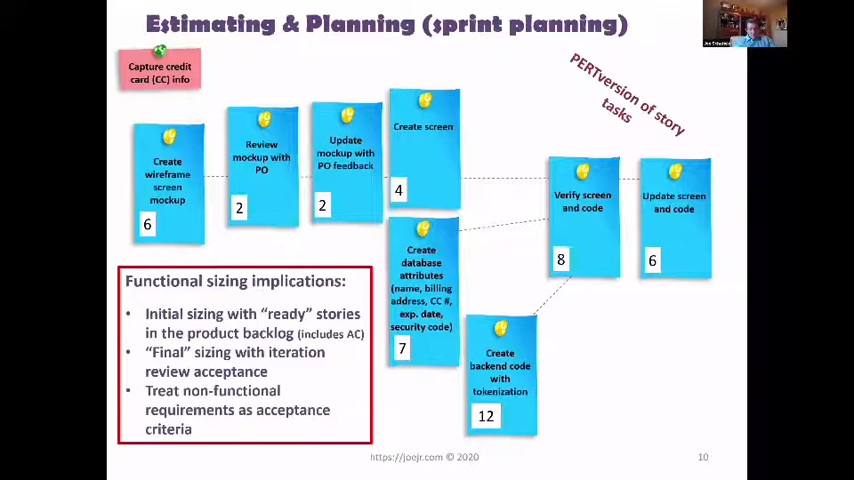 Estimating & Planning (sprint planning)
Capture credit
card (CC) info
PERTversion of story
tasks
Create
wireframe
screen
mockup
6
Review
mockup with
PO
2
Update
mockup with
PO feedback
2
Create screen
4
Verify screen
and code
8
Update screen
and code
6
Create
database
attributes
(name, billing
address, CC #,
exp. date,
security code)
7
Create
backend code
with
tokenization
12
Functional sizing implications:
• Initial sizing with “ready” stories
in the product backlog (includes AC)
• “Final” sizing with iteration
review acceptance
• Treat non-functional
requirements as acceptance
criteria
https://joejr.com © 2020
10